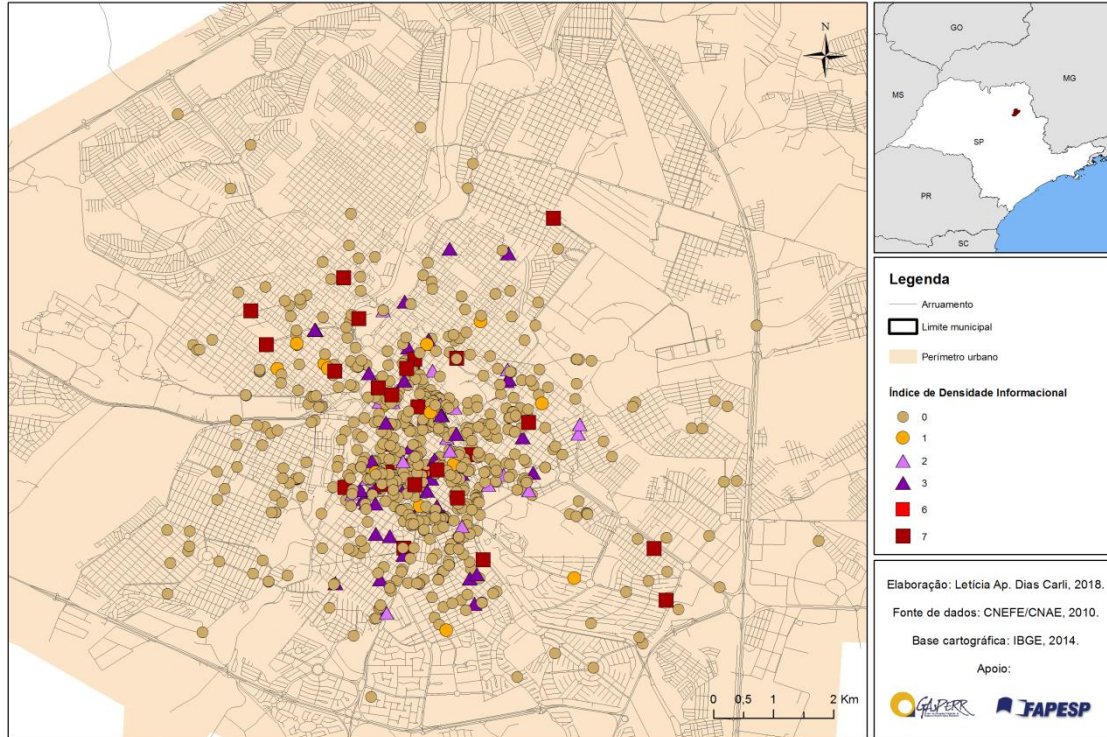 N
0 0,5 1 2 Km
GO
MG
MS
SP
PR
SC
Legenda
Arruamento
Limite municipal
Perímetro urbano
Índice de Densidade Informacional
0
1
2
3
6
7
Elaboração: Letícia Ap. Dias Carli, 2018.
Fonte de dados: CNEFE/CNAE, 2010.
Base cartográfica: IBGE, 2014.
Apoio:
GAsPERR
FAPESP